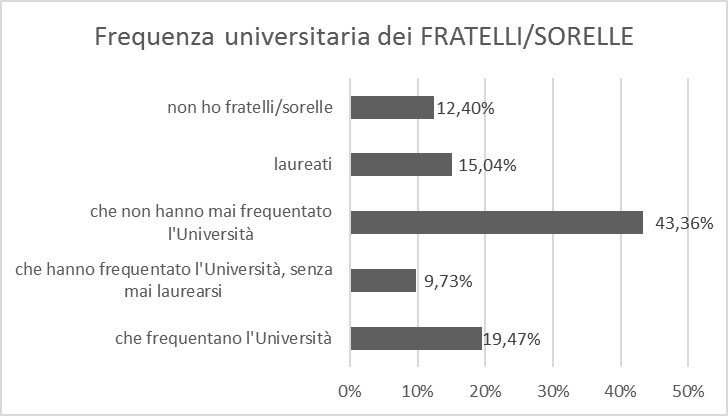 Frequenza universitaria dei FRATELLI/SORELLE
non ho fratelli/sorelle
12,40%
laureati
15,04%
che non hanno mai frequentato
l'Università
43,36%
che hanno frequentato l'Università, senza
mai laurearsi
9,73%
che frequentano l'Università
19,47%
0% 10% 20% 30% 40% 50%